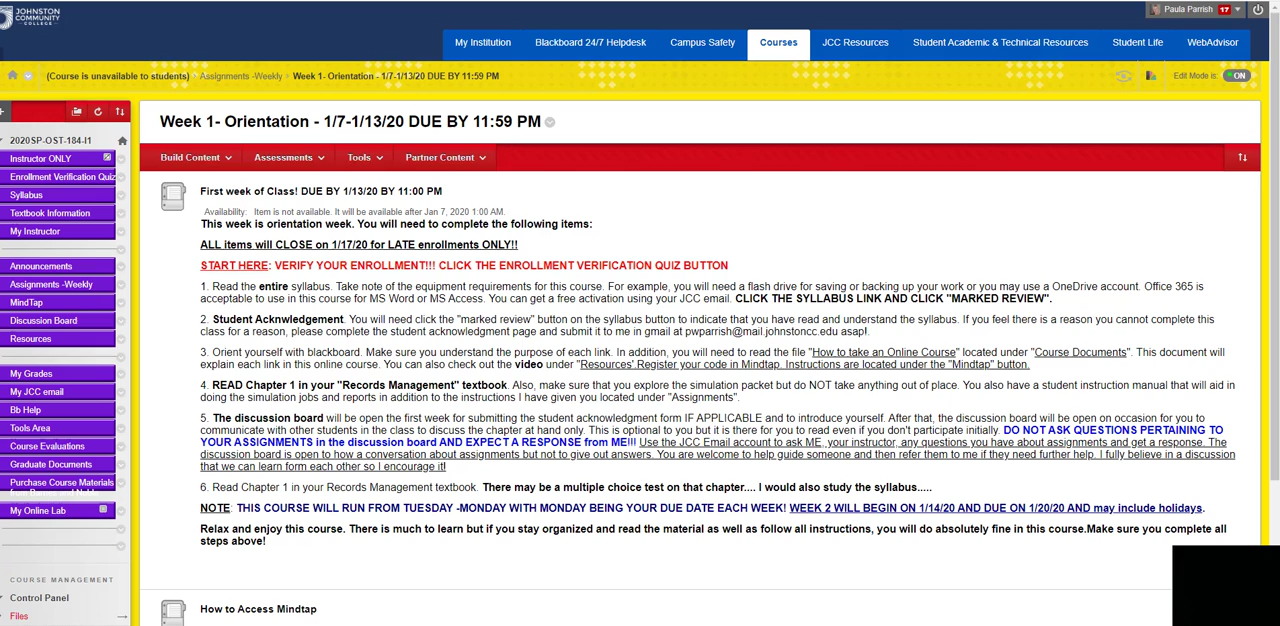 JOHNSTON
COMMUNITY
COLLEGE
Paula Parrish 17
My Institution Blackboard 24/7 Helpdesk Campus Safety Courses JCC Resources Student Academic & Technical Resources Student Life WebAdvisor
(Course is unavailable to students) Assignments -Weekly Week 1- Orientation - 1/7-1/13/20 DUE BY 11:59 PM Edit Mode is: ON
2020SP-OST-184-I1
Instructor ONLY
Enrollment Verification Quiz
Syllabus
Textbook Information
My Instructor
Announcements
Assignments -Weekly
MindTap
Discussion Board
Resources
My Grades
My JCC email
Bb Help
Tools Area
Course Evaluations
Graduate Documents
Purchase Course Materials
from Barnes and Noble
My Online Lab
COURSE MANAGEMENT
Control Panel
Files
Week 1- Orientation - 1/7-1/13/20 DUE BY 11:59 PM
Build Content Assessments Tools Partner Content
First week of Class! DUE BY 1/13/20 BY 11:00 PM
Availability: Item is not available. It will be available after Jan 7, 2020 1:00 AM.
This week is orientation week. You will need to complete the following items:
ALL items will CLOSE on 1/17/20 for LATE enrollments ONLY!!
START HERE: VERIFY YOUR ENROLLMENT!!! CLICK THE ENROLLMENT VERIFICATION QUIZ BUTTON
1. Read the entire syllabus. Take note of the equipment requirements for this course. For example, you will need a flash drive for saving or backing up your work or you may use a OneDrive account. Office 365 is
acceptable to use in this course for MS Word or MS Access. You can get a free activation using your JCC email. CLICK THE SYLLABUS LINK AND CLICK "MARKED REVIEW".
2. Student Acknwledgement. You will need click the "marked review" button on the syllabus button to indicate that you have read and understand the syllabus. If you feel there is a reason you cannot complete this
class for a reason, please complete the student acknowledgment page and submit it to me in gmail at pwparrish@mail.johnstoncc.edu asap!.
3. Orient yourself with blackboard. Make sure you understand the purpose of each link. In addition, you will need to read the file "How to take an Online Course" located under "Course Documents". This document will
explain each link in this online course. You can also check out the video under "Resources'.Register your code in Mindtap. Instructions are located under the "Mindtap" button.
4. READ Chapter 1 in your "Records Management" textbook. Also, make sure that you explore the simulation packet but do NOT take anything out of place. You also have a student instruction manual that will aid in
doing the simulation jobs and reports in addition to the instructions I have given you located under "Assignments".
5. The discussion board will be open the first week for submitting the student acknowledgment form IF APPLICABLE and to introduce yourself. After that, the discussion board will be open on occasion for you to
communicate with other students in the class to discuss the chapter at hand only. This is optional to you but it is there for you to read even if you don't participate initially. DO NOT ASK QUESTIONS PERTAINING TO
YOUR ASSIGNMENTS in the discussion board AND EXPECT A RESPONSE from ME!!! Use the JCC Email account to ask ME, your instructor, any questions you have about assignments and get a response. The
discussion board is open to how a conversation about assignments but not to give out answers. You are welcome to help guide someone and then refer them to me if they need further help. I fully believe in a discussion
that we can learn form each other so I encourage it!
6. Read Chapter 1 in your Records Management textbook. There may be a multiple choice test on that chapter.... I would also study the syllabus.....
NOTE: THIS COURSE WILL RUN FROM TUESDAY -MONDAY WITH MONDAY BEING YOUR DUE DATE EACH WEEK! WEEK 2 WILL BEGIN ON 1/14/20 AND DUE ON 1/20/20 AND may include holidays.
Relax and enjoy this course. There is much to learn but if you stay organized and read the material as well as follow all instructions, you will do absolutely fine in this course.Make sure you complete all
steps above!
How to Access Mindtap